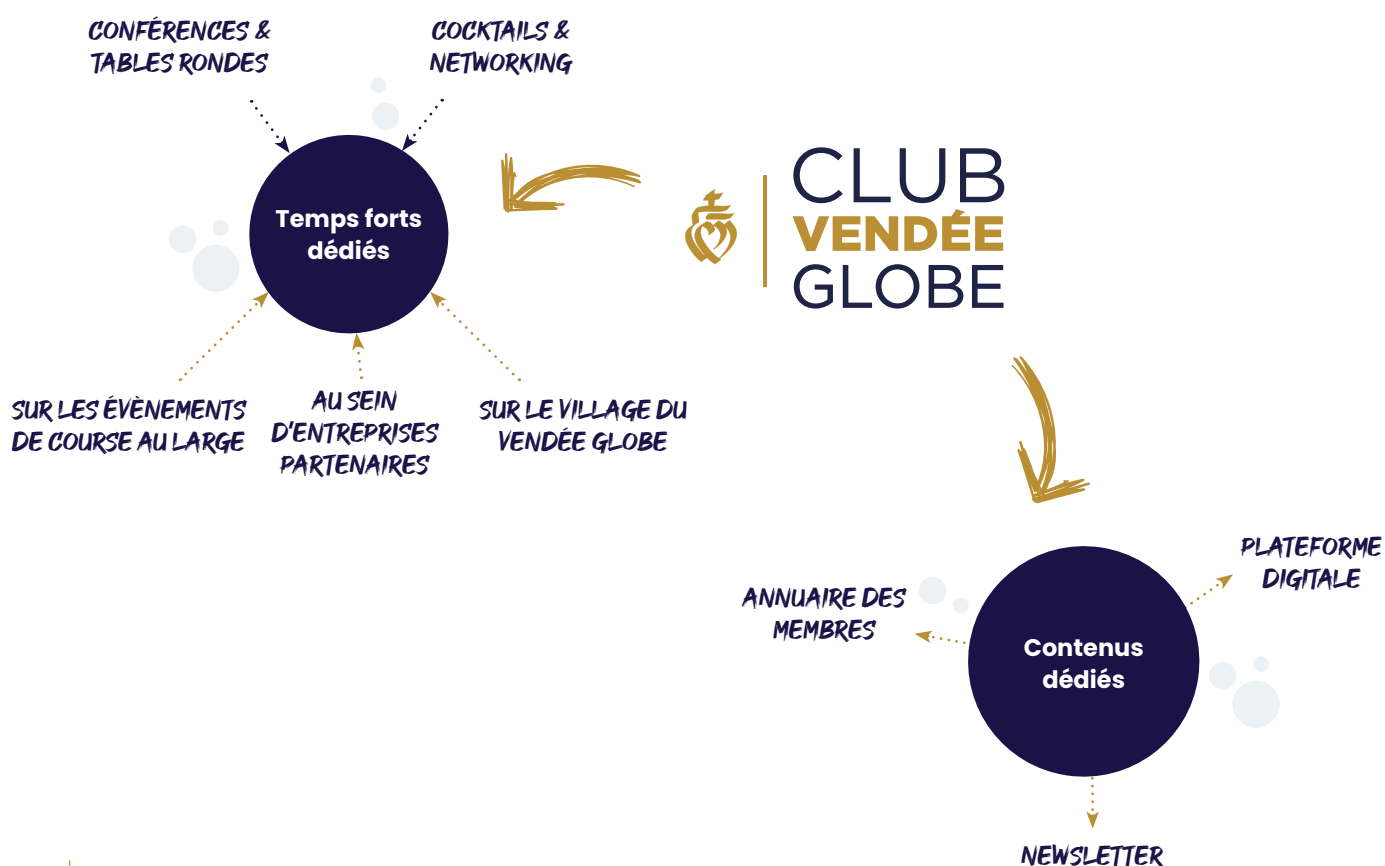 CONFÉRENCES &
TABLES RONDES
COCKTAILS &
NETWORKING
CLUB
VENDÉE
GLOBE
Temps forts
dédiés
SUR LES ÉVÈNEMENTS
DE COURSE AU LARGE
AU SEIN
D'ENTREPRISES
PARTENAIRES
SUR LE VILLAGE DU
VENDÉE GLOBE
PLATEFORME
DIGITALE
ANNUAIRE DES
MEMBRES
Contenus
dédiés
NEWSLETTER